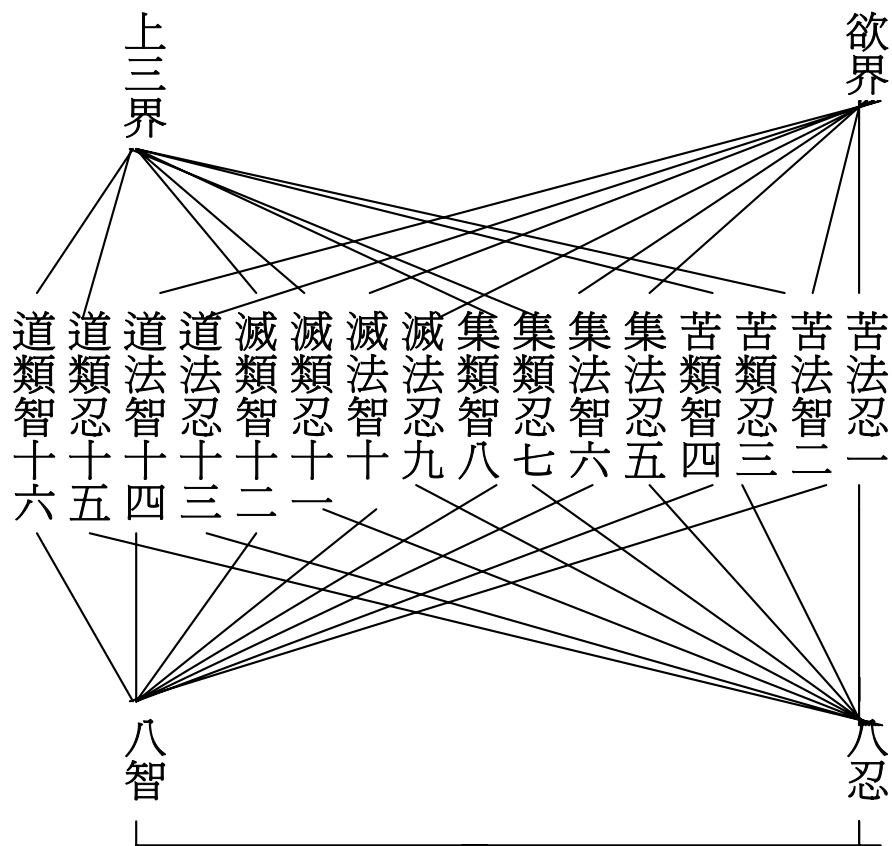 欲界
上三界
苦法忍一
苦法智二
苦類忍三
苦類智四
集法忍五
集法智六
集類忍七
集類智八
滅法忍九
滅法智十
滅類忍十一
滅類智十二
道法忍十三
道法智十四
道類忍十五
道類智十六
八忍
八智